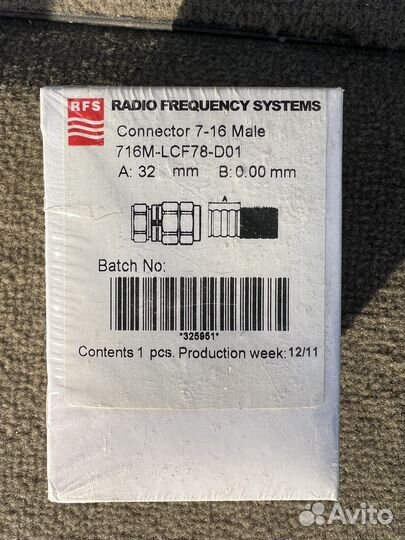 RFS RADIO FREQUENCY SYSTEMS
Connector 7-16 Male
716M-LCF78-D01
A: 32 mm B: 0.00 mm
A
Batch No:
*325951*
Contents 1 pcs. Production week: 12/11
Avito